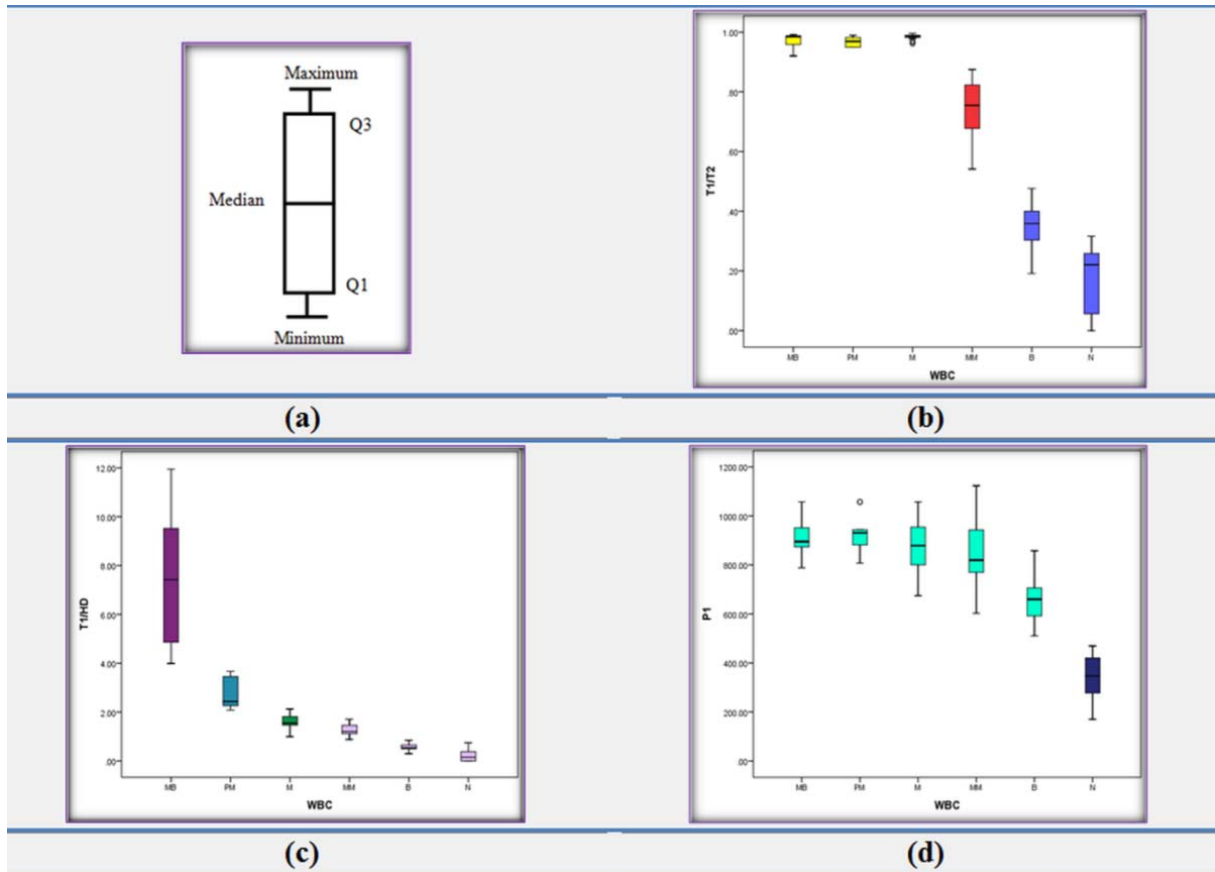 Maximum
Q3
Median
Q1
Minimum
(a)
1.00
.80
.60
.40
.20
.00
T1/T2
MB PM M MM B N
WBC
(b)
12.00
10.00
8.00
6.00
4.00
2.00
.00
T1/HD
MB PM M MM B N
WBC
(c)
1200.00
1000.00
800.00
600.00
400.00
200.00
.00
P1
MB PM M MM B N
WBC
(d)